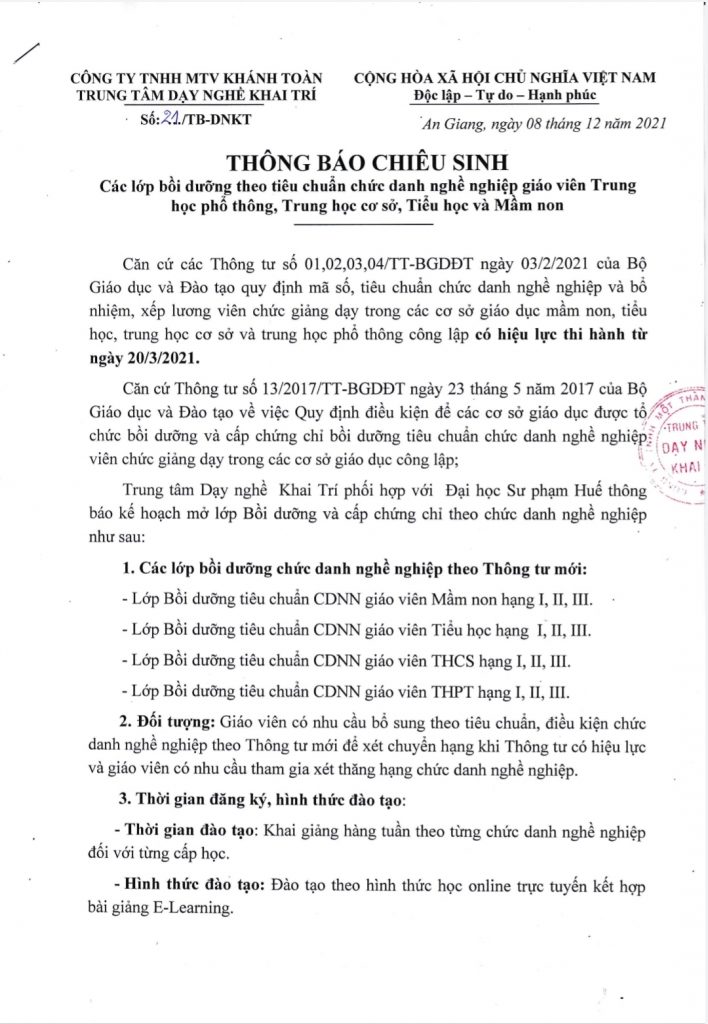 CÔNG TY TNHH MTV KHÁNH TOÀN
TRUNG TÂM DẠY NGHỀ KHAI TRÍ
Số:21./TB-DNKT
CỘNG HÒA XÃ HỘI CHỦ NGHĨA VIỆT NAM
Độc lập – Tự do – Hạnh phúc
An Giang, ngày 08 tháng 12 năm 2021
THÔNG BÁO CHIÊU SINH
Các lớp bồi dưỡng theo tiêu chuẩn chức danh nghề nghiệp giáo viên Trung
học phổ thông, Trung học cơ sở, Tiểu học và Mầm non
Căn cứ các Thông tư số 01,02,03,04/TT-BGDĐT ngày 03/2/2021 của Bộ
Giáo dục và Đào tạo quy định mã số, tiêu chuẩn chức danh nghề nghiệp và bổ
nhiệm, xếp lương viên chức giảng dạy trong các cơ sở giáo dục mầm non, tiểu
học, trung học cơ sở và trung học phổ thông công lập có hiệu lực thi hành từ
ngày 20/3/2021.
Căn cứ Thông tư số 13/2017/TT-BGDĐT ngày 23 tháng 5 năm 2017 của Bộ
Giáo dục và Đào tạo về việc Quy định điều kiện để các cơ sở giáo dục được tổ
chức bồi dưỡng và cấp chứng chỉ bồi dưỡng tiêu chuẩn chức danh nghề nghiệp
viên chức giảng dạy trong các cơ sở giáo dục công lập;
TRUNG
DẠY N
KHAI
Trung tâm Dạy nghề Khai Trí phối hợp với Đại học Sư phạm Huế thông
báo kế hoạch mở lớp Bồi dưỡng và cấp chứng chỉ theo chức danh nghề nghiệp
như sau:
1. Các lớp bồi dưỡng chức danh nghề nghiệp theo Thông tư mới:
- Lớp Bồi dưỡng tiêu chuẩn CDNN giáo viên Mầm non hạng I, II, III.
- Lớp Bồi dưỡng tiêu chuẩn CDNN giáo viên Tiểu học hạng I, II, III.
- Lớp Bồi dưỡng tiêu chuẩn CDNN giáo viên THCS hạng I, II, III.
- Lớp Bồi dưỡng tiêu chuẩn CDNN giáo viên THPT hạng I, II, III.
2. Đối tượng: Giáo viên có nhu cầu bổ sung theo tiêu chuẩn, điều kiện chức
danh nghề nghiệp theo Thông tư mới để xét chuyển hạng khi Thông tư có hiệu lực
và giáo viên có nhu cầu tham gia xét thăng hạng chức danh nghề nghiệp.
3. Thời gian đăng ký, hình thức đào tạo:
- Thời gian đào tạo: Khai giảng hàng tuần theo từng chức danh nghề nghiệp
đối với từng cấp học.
- Hình thức đào tạo: Đào tạo theo hình thức học online trực tuyến kết hợp
bài giảng E-Learning.